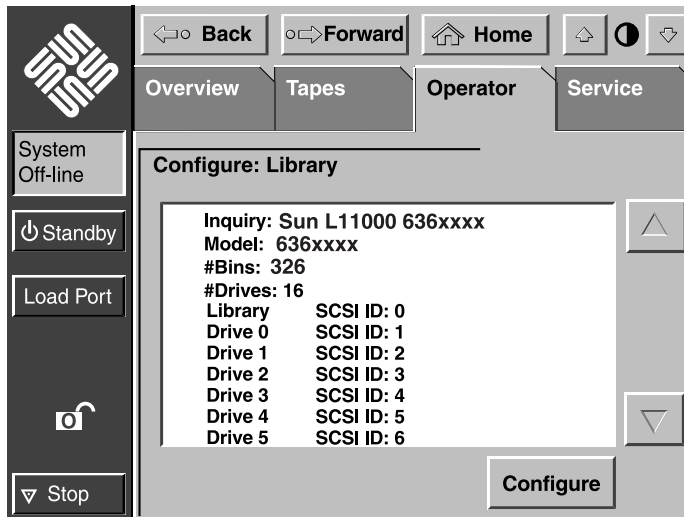 Back Forward Home
Overview Tapes Operator Service
System
Off-line
Standby
Load Port
Stop
Configure: Library
Inquiry: Sun L11000 636xxxx
Model: 636xxxx
#Bins: 326
#Drives: 16
Library SCSI ID: 0
Drive 0 SCSI ID: 1
Drive 1 SCSI ID: 2
Drive 2 SCSI ID: 3
Drive 3 SCSI ID: 4
Drive 4 SCSI ID: 5
Drive 5 SCSI ID: 6
Configure